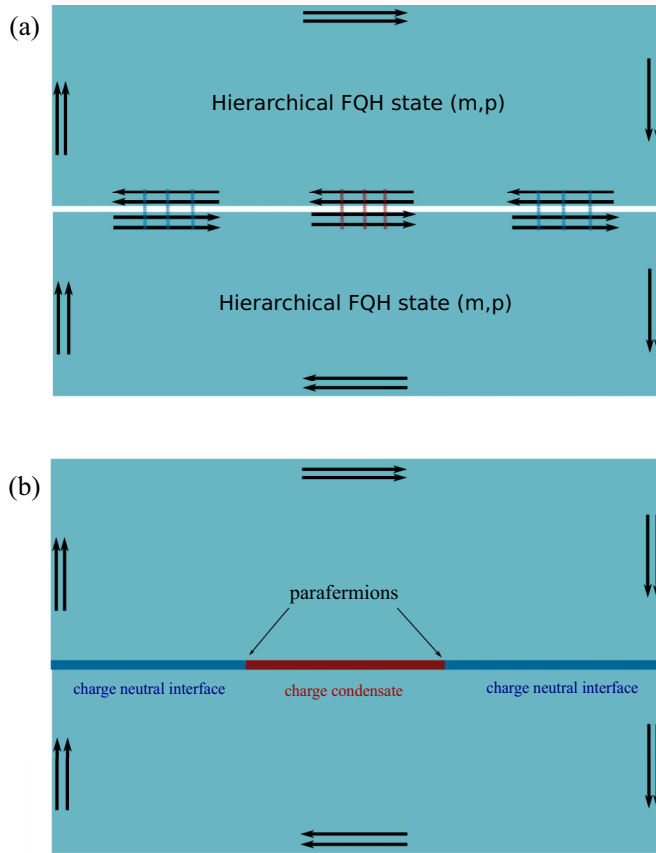 (a)
Hierarchical FQH state (m,p)
Hierarchical FQH state (m,p)
(b)
parafermions
charge neutral interface
charge condensate
charge neutral interface